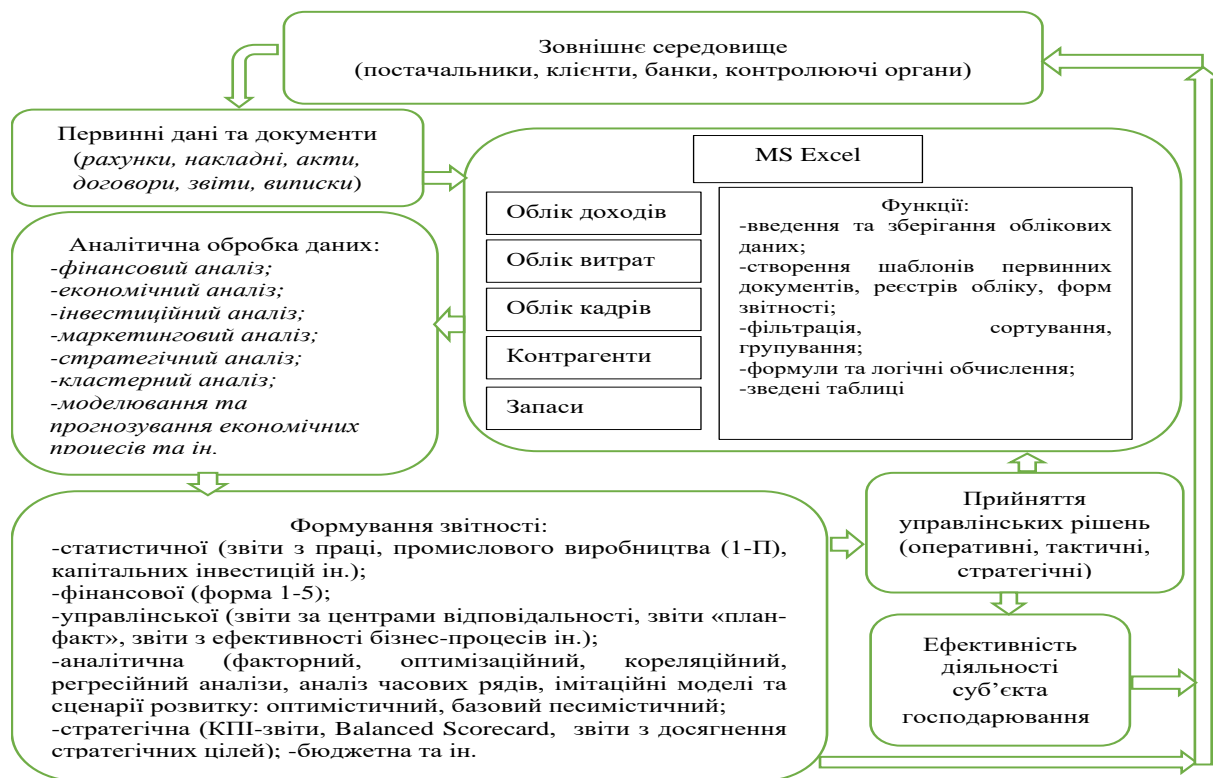 Зовнішнє середовище
(постачальники, клієнти, банки, контролюючі органи)
Первинні дані та документи
(рахунки, накладні, акти,
договори, звіти, виписки)
MS Excel
Облік доходів
Облік витрат
Облік кадрів
Контрагенти
Запаси
Функції:
-введення та зберігання облікових
даних;
-створення шаблонів первинних
документів, реєстрів обліку, форм
звітності;
-фільтрація, сортування,
групування;
-формули та логічні обчислення;
-зведені таблиці
Аналітична обробка даних:
-фінансовий аналіз;
-економічний аналіз;
-інвестиційний аналіз;
-маркетинговий аналіз;
-стратегічний аналіз;
-кластерний аналіз;
-моделювання та
прогнозування економічних
процесів та ін.
Формування звітності:
-статистичної (звіти з праці, промислового виробництва (1-П),
капітальних інвестицій ін.);
-фінансової (форма 1-5);
-управлінської (звіти за центрами відповідальності, звіти «план-
факт», звіти з ефективності бізнес-процесів ін.);
-аналітична (факторний, оптимізаційний, кореляційний,
регресійний аналізи, аналіз часових рядів, імітаційні моделі та
сценарії розвитку: оптимістичний, базовий песимістичний;
-стратегічна (КПІ-звіти, Balanced Scorecard, звіти з досягнення
стратегічних цілей); -бюджетна та ін.
Прийняття
управлінських рішень
(оперативні, тактичні,
стратегічні)
Ефективність
діяльності
суб’єкта
господарювання